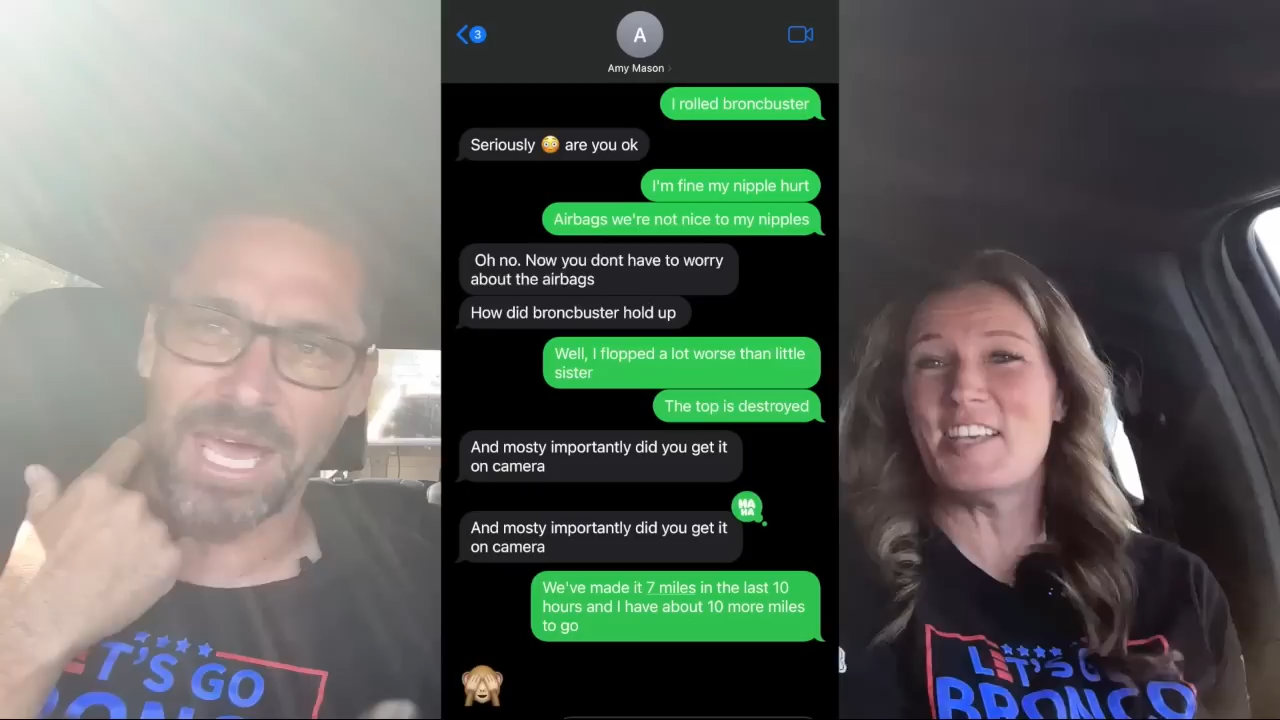 3
A
Amy Mason
I rolled broncbuster
Seriously 😳 are you ok
I'm fine my nipple hurt
Airbags we're not nice to my nipples
Oh no. Now you dont have to worry
about the airbags
How did broncbuster hold up
Well, I flopped a lot worse than little
sister
The top is destroyed
And mosty importantly did you get it
on camera
HA
HA
And mosty importantly did you get it
on camera
We've made it 7 miles in the last 10
hours and I have about 10 more miles
to go
🙈
LET'S GO
LET'S
BRONCO